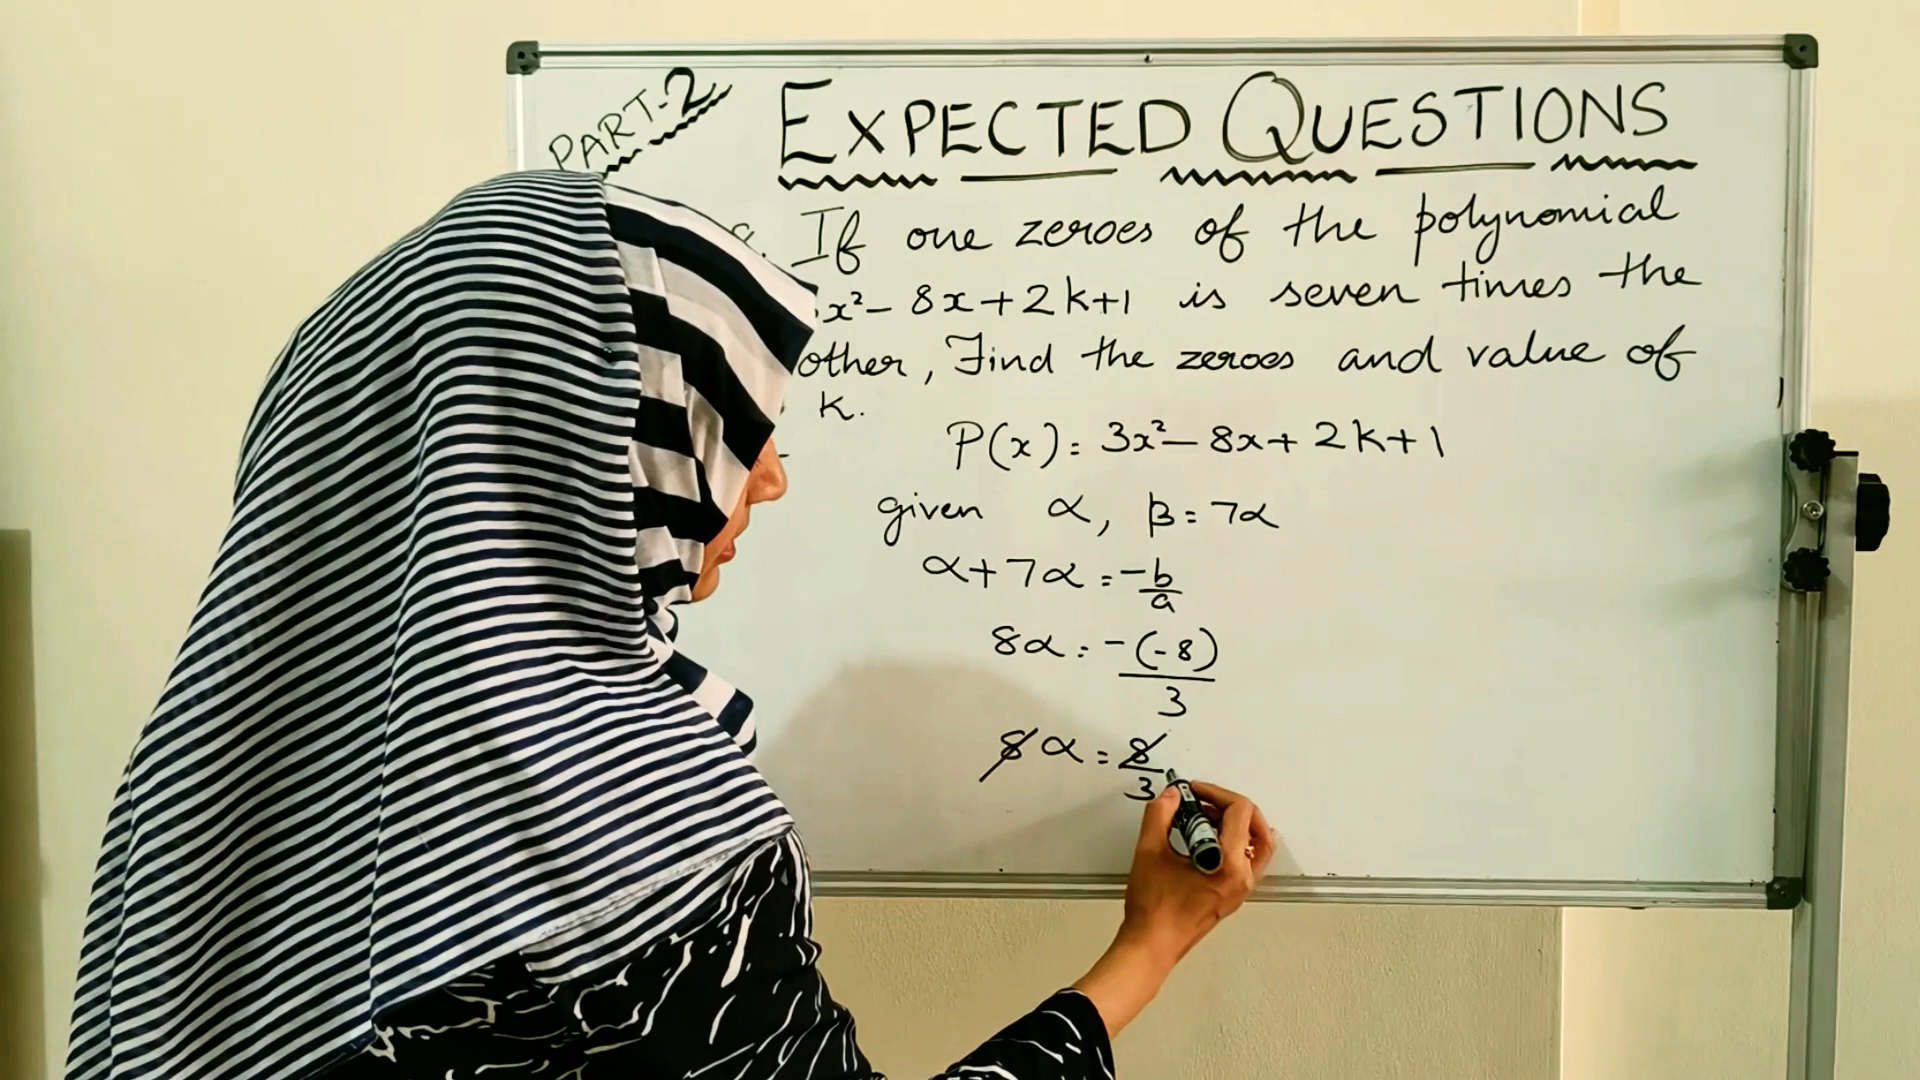 PART-2
EXPECTED QUESTIONS
If one zeroes of the polynomial
x²- 8x+2k+1 is seven times the
other, Find the zeroes and value of
k.
P(x) = 3x²- 8x+ 2k+1
given α, β = 7α
α+7α = -b/a
8α = -(-8)/3
8α = 8/3